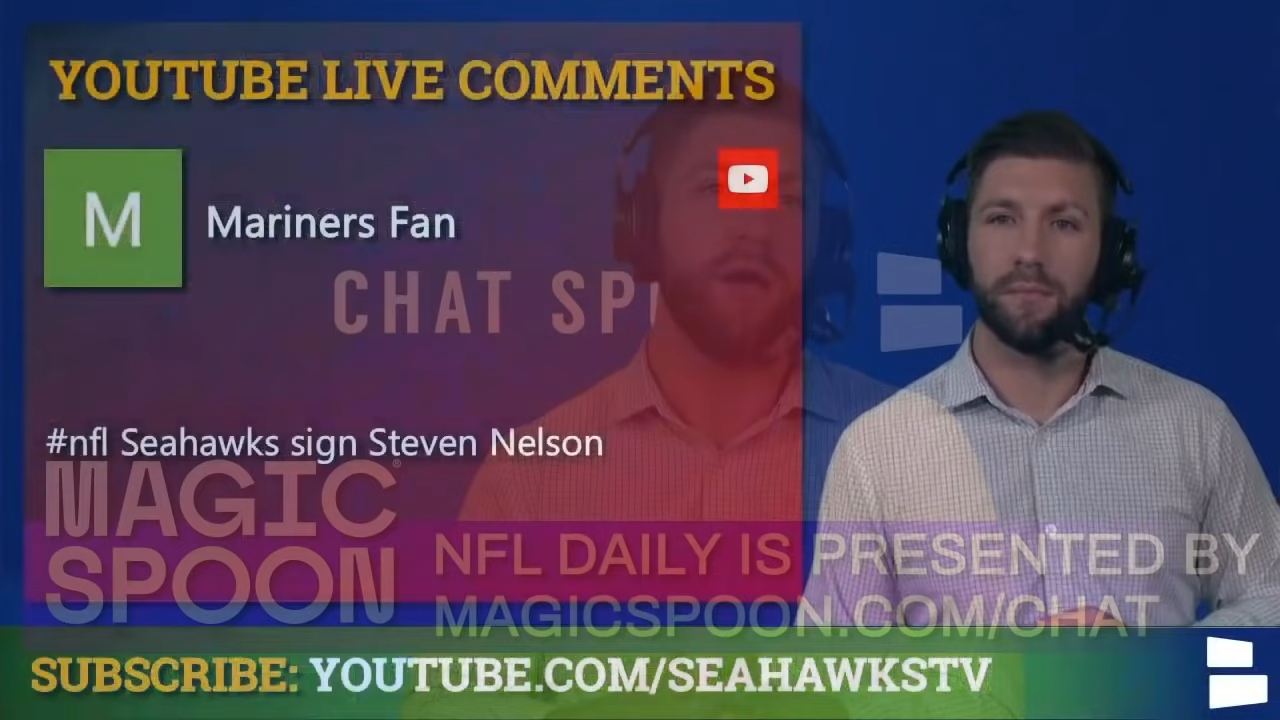 YOUTUBE LIVE COMMENTS
M
Mariners Fan
CHAT SP
#nfl Seahawks sign Steven Nelson
MAGIC®
SPOON
NFL DAILY IS PRESENTED BY
MAGICSPOON.COM/CHAT
SUBSCRIBE: YOUTUBE.COM/SEAHAWKSTV